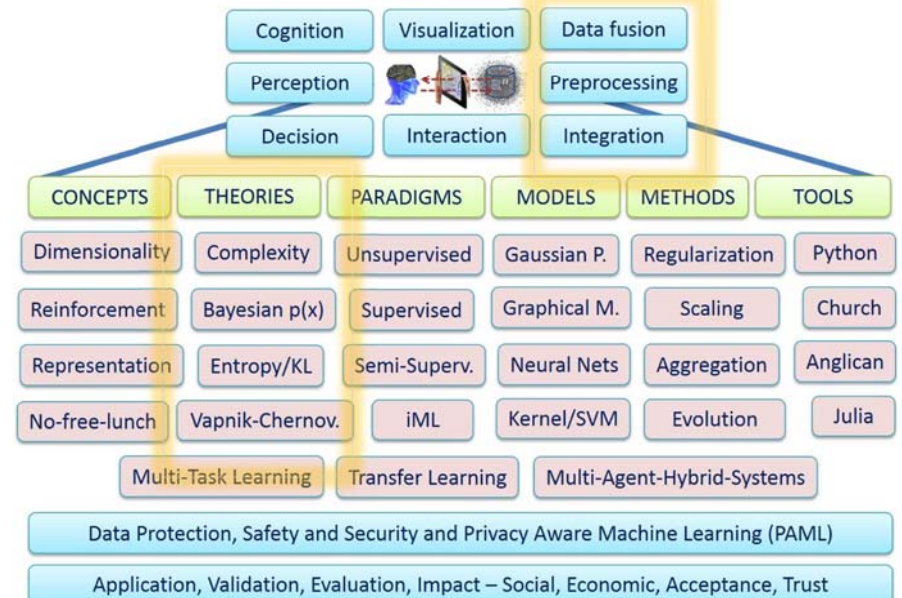 Cognition Visualization Data fusion
Perception Preprocessing
Decision Interaction Integration
CONCEPTS THEORIES PARADIGMS MODELS METHODS TOOLS
Dimensionality Complexity Unsupervised Gaussian P. Regularization Python
Reinforcement Bayesian p(x) Supervised Graphical M. Scaling Church
Representation Entropy/KL Semi-Superv. Neural Nets Aggregation Anglican
No-free-lunch Vapnik-Chernov. iML Kernel/SVM Evolution Julia
Multi-Task Learning Transfer Learning Multi-Agent-Hybrid-Systems
Data Protection, Safety and Security and Privacy Aware Machine Learning (PAML)
Application, Validation, Evaluation, Impact – Social, Economic, Acceptance, Trust